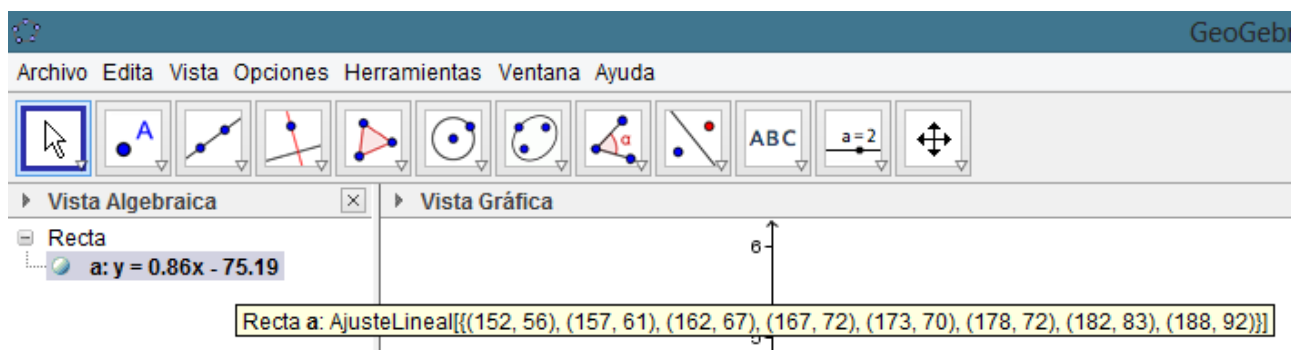 GeoGebr
Archivo Edita Vista Opciones Herramientas Ventana Ayuda
A α ABC a = 2
Vista Algebraica
Vista Gráfica
Recta
a: y = 0.86x - 75.19
6
Recta a: AjusteLineal[{(152, 56), (157, 61), (162, 67), (167, 72), (173, 70), (178, 72), (182, 83), (188, 92)}]
5